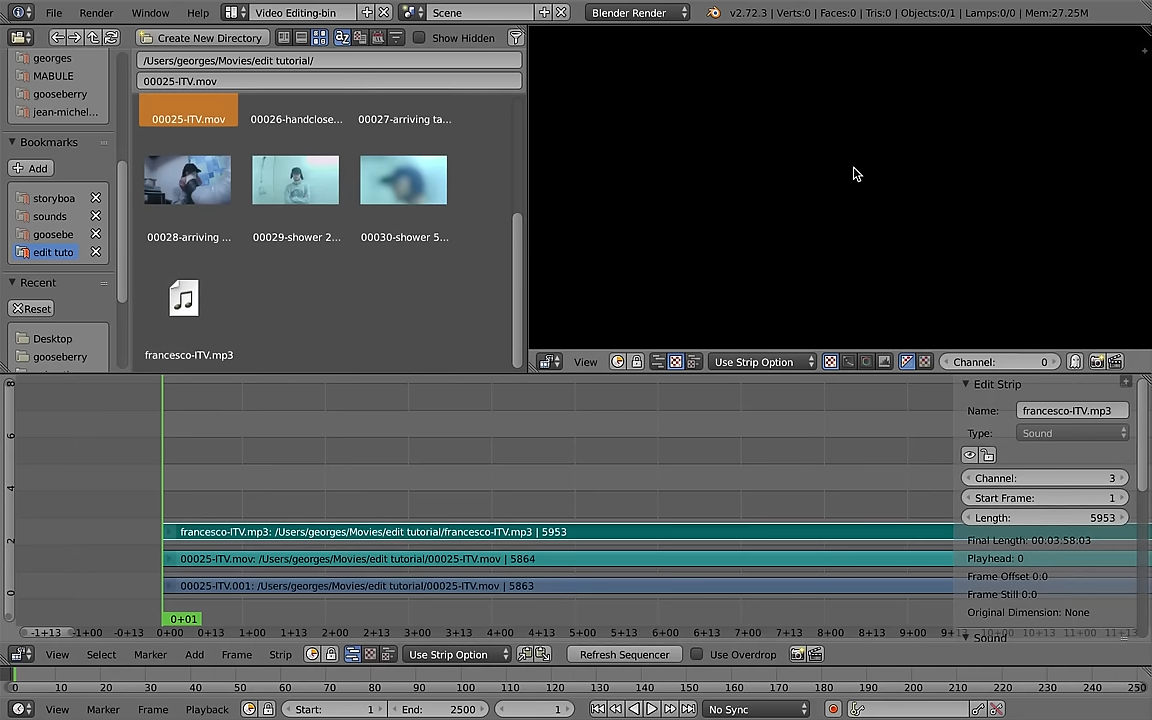 File Render Window Help Video Editing-bin Scene Blender Render v2.72.3 | Verts:0 | Faces:0 | Tris:0 | Objects:0/1 | Lamps:0/0 | Mem:27.25M
Create New Directory Show Hidden
georges
MABULE
gooseberry
jean-michel...
Bookmarks
Add
storyboa
sounds
goosebe
edit tuto
Recent
Reset
Desktop
gooseberry
/Users/georges/Movies/edit tutorial/
00025-ITV.mov
00025-ITV.mov 00026-handclose... 00027-arriving ta...
00028-arriving ... 00029-shower 2... 00030-shower 5...
francesco-ITV.mp3
View Use Strip Option Channel: 0
8
6
4
2
0
francesco-ITV.mp3: /Users/georges/Movies/edit tutorial/francesco-ITV.mp3 | 5953
00025-ITV.mov: /Users/georges/Movies/edit tutorial/00025-ITV.mov | 5864
00025-ITV.001: /Users/georges/Movies/edit tutorial/00025-ITV.mov | 5863
0+01
-1+13 -1+00 -0+13 0+00 0+13 1+00 1+13 2+00 2+13 3+00 3+13 4+00 4+13 5+00 5+13 6+00 6+13 7+00 7+13 8+00 8+13 9+00 9+13 10+00 10+13 11+00 11+13
Edit Strip
Name: francesco-ITV.mp3
Type: Sound
Channel: 3
Start Frame: 1
Length: 5953
Final Length: 00:03:58:03
Playhead: 0
Frame Offset 0:0
Frame Still 0:0
Original Dimension: None
Sound
View Select Marker Add Frame Strip Use Strip Option Refresh Sequencer Use Overdrop
0 10 20 30 40 50 60 70 80 90 100 110 120 130 140 150 160 170 180 190 200 210 220 230 240 250
View Marker Frame Playback Start: 1 End: 2500 1 No Sync